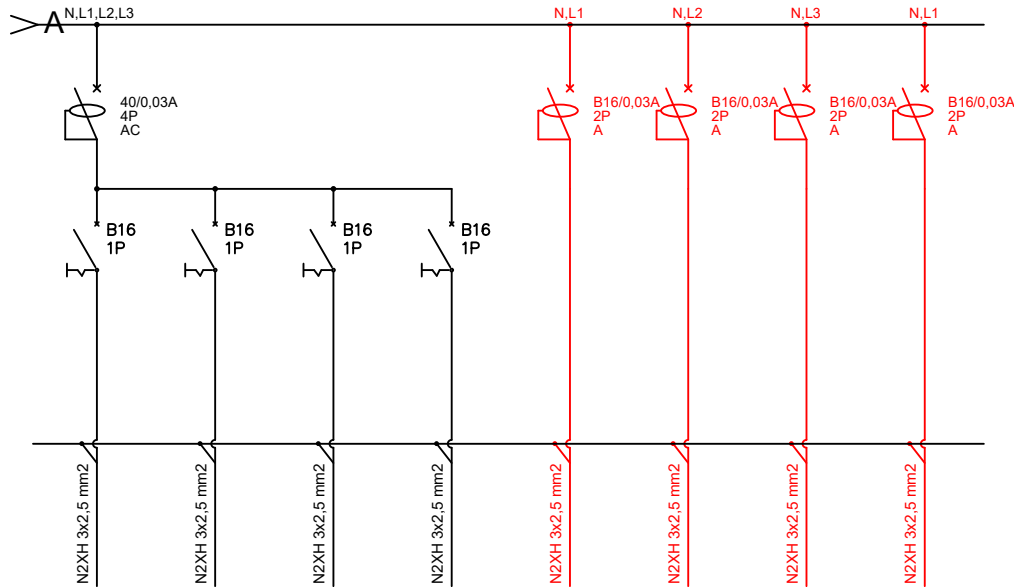 A
N,L1,L2,L3
N,L1
N,L2
N,L3
N,L1
40/0,03A
4P
AC
B16/0,03A
2P
A
B16/0,03A
2P
A
B16/0,03A
2P
A
B16/0,03A
2P
A
B16
1P
B16
1P
B16
1P
B16
1P
N2XH 3x2,5 mm2
N2XH 3x2,5 mm2
N2XH 3x2,5 mm2
N2XH 3x2,5 mm2
N2XH 3x2,5 mm2
N2XH 3x2,5 mm2
N2XH 3x2,5 mm2
N2XH 3x2,5 mm2